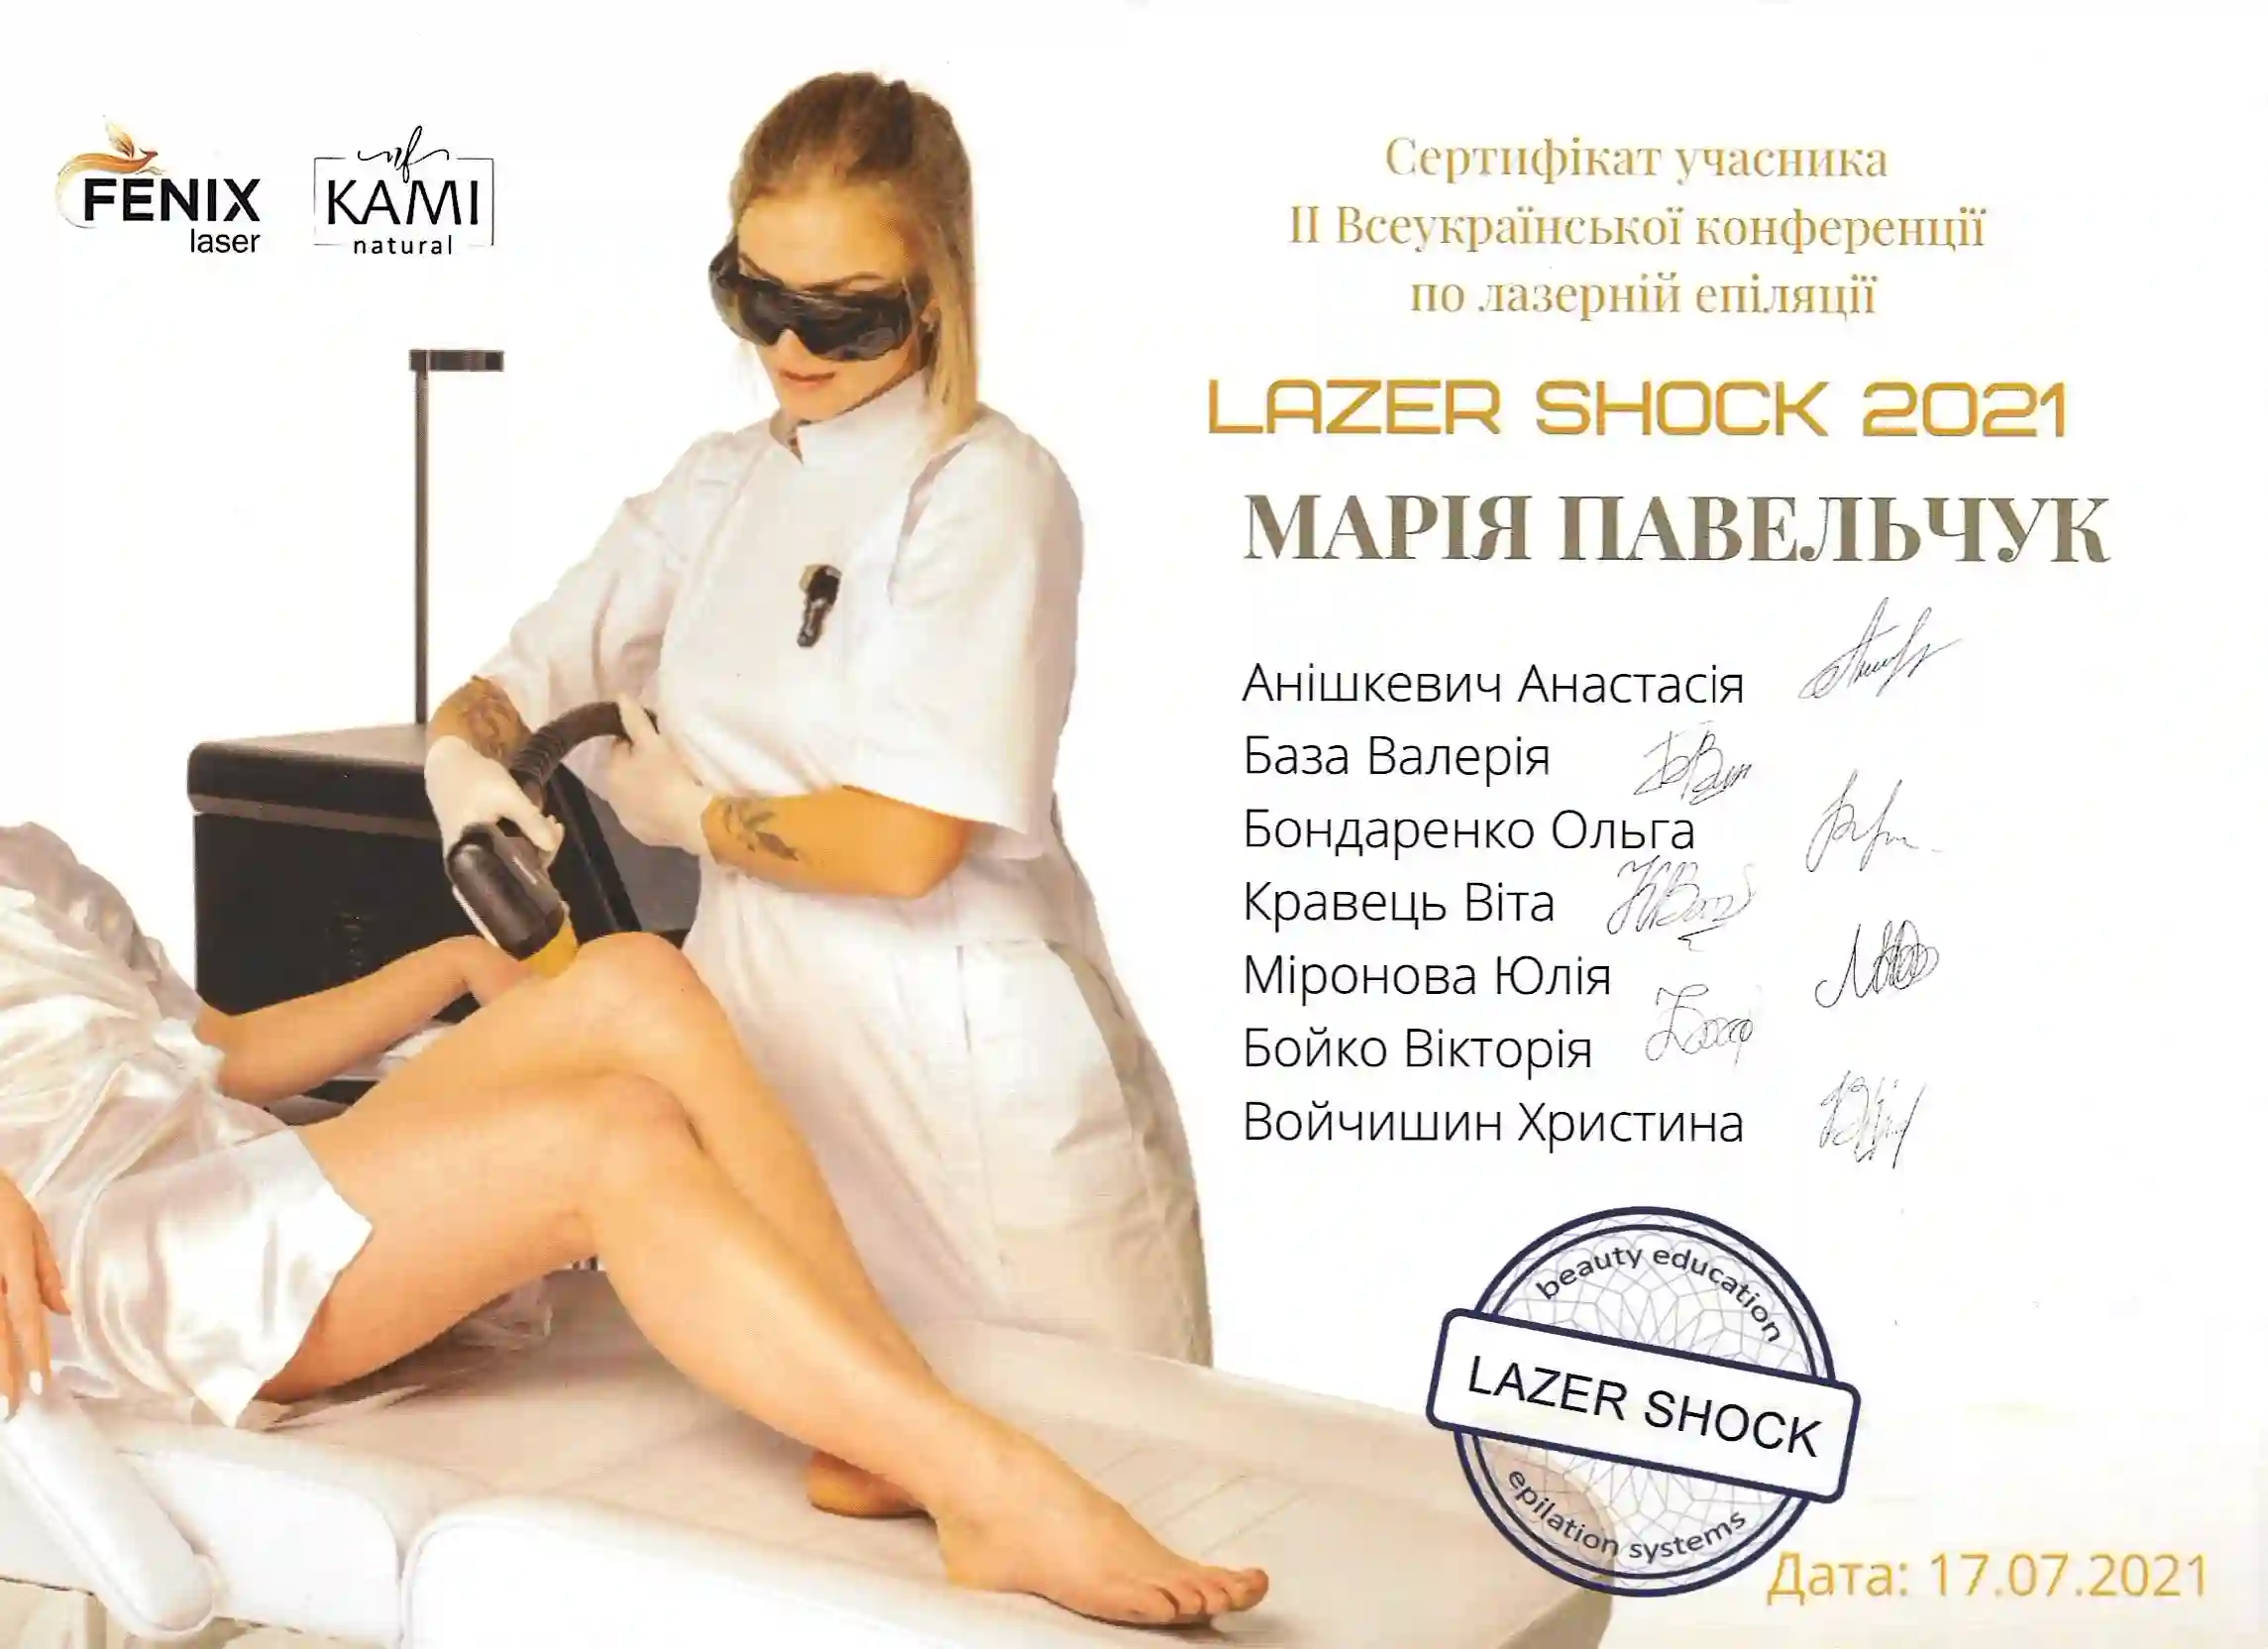 FENIX
laser
KAMI
natural
Сертифікат учасника
ІІ Всеукраїнської конференції
по лазерній епіляції
LAZER SHOCK 2021
МАРІЯ ПАВЕЛЬЧУК
Анішкевич Анастасія
База Валерія
Бондаренко Ольга
Кравець Віта
Міронова Юлія
Бойко Вікторія
Войчишин Христина
beauty education
LAZER SHOCK
epilation systems
Дата: 17.07.2021